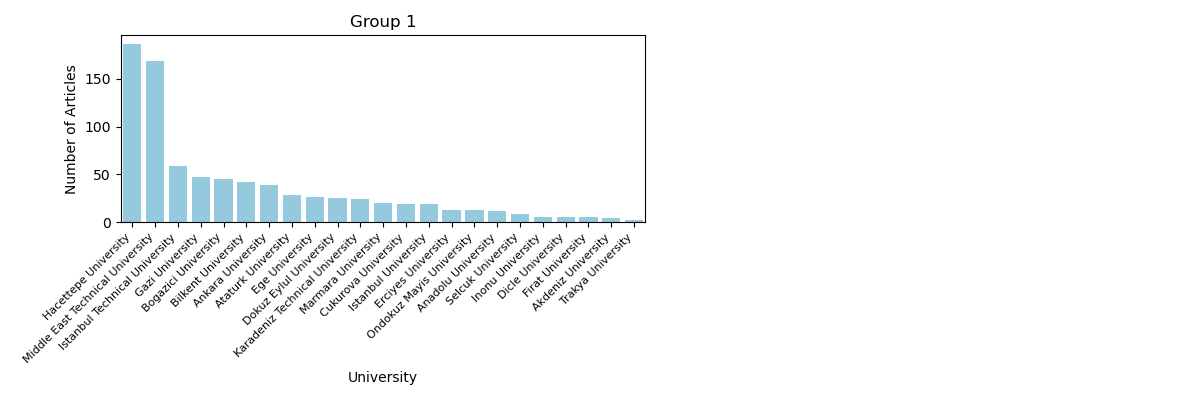 Group 1
Number of Articles
150
100
50
0
Hacettepe University
Middle East Technical University
Istanbul Technical University
Gazi University
Bogazici University
Bilkent University
Ankara University
Ataturk University
Ege University
Dokuz Eylul University
Karadeniz Technical University
Marmara University
Cukurova University
Istanbul University
Erciyes University
Ondokuz Mayis University
Anadolu University
Selcuk University
Inonu University
Dicle University
Firat University
Akdeniz University
Trakya University
University